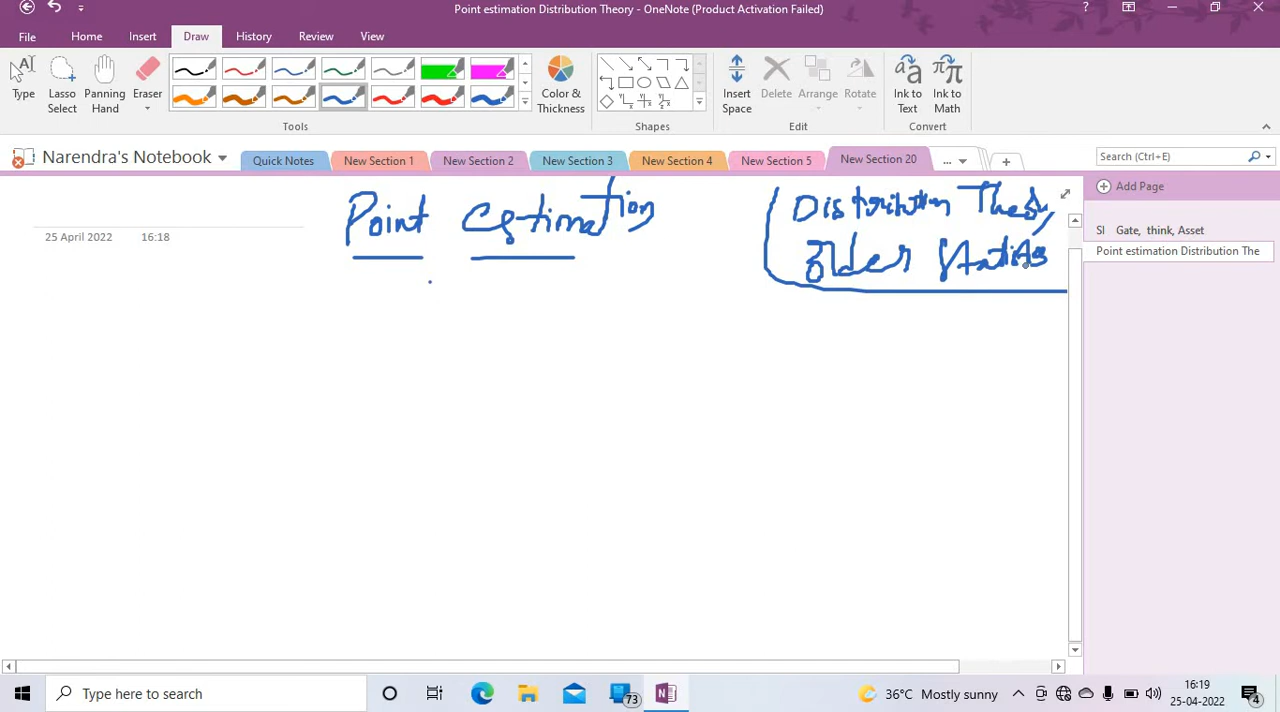 Point estimation Distribution Theory - OneNote (Product Activation Failed)
File Home Insert Draw History Review View
Type Lasso Select Panning Hand Eraser Color & Thickness Insert Space Delete Arrange Rotate Ink to Text Ink to Math
Tools Shapes Edit Convert
Narendra's Notebook Quick Notes New Section 1 New Section 2 New Section 3 New Section 4 New Section 5 New Section 20 ... + Search (Ctrl+E)
Add Page
Point Estimation Distribution Theory
25 April 2022 16:18
Order Statistics
SI Gate, think, Asset
Point estimation Distribution The
Type here to search 73 36°C Mostly sunny 16:19
25-04-2022 4